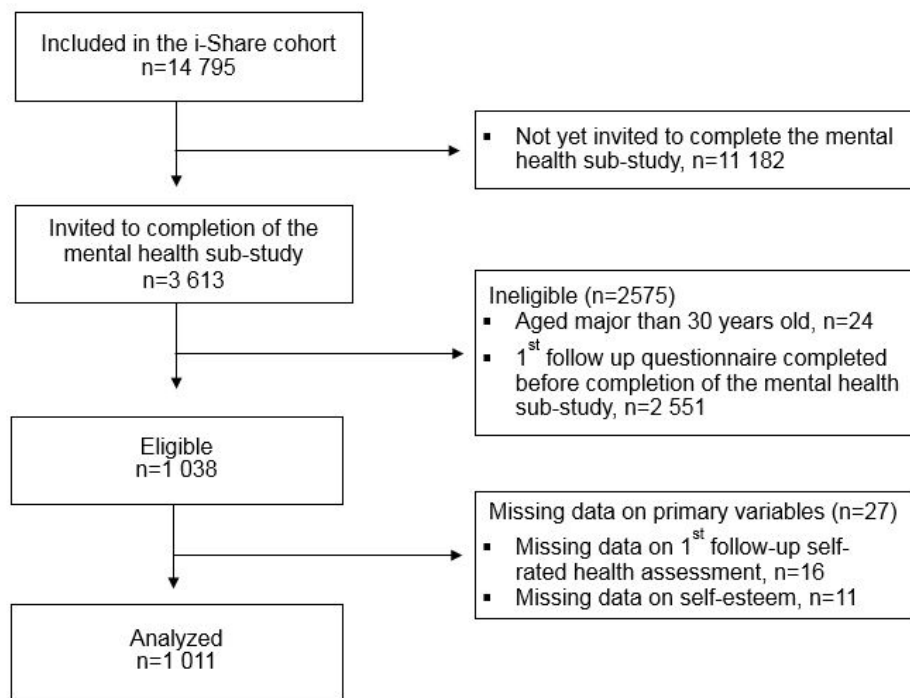 Included in the i-Share cohort
n=14 795
▪ Not yet invited to complete the mental
health sub-study, n=11 182
Invited to completion of the
mental health sub-study
n=3 613
Ineligible (n=2575)
▪ Aged major than 30 years old, n=24
▪ 1st follow up questionnaire completed
before completion of the mental health
sub-study, n=2 551
Eligible
n=1 038
Missing data on primary variables (n=27)
▪ Missing data on 1st follow-up self-
rated health assessment, n=16
▪ Missing data on self-esteem, n=11
Analyzed
n=1 011